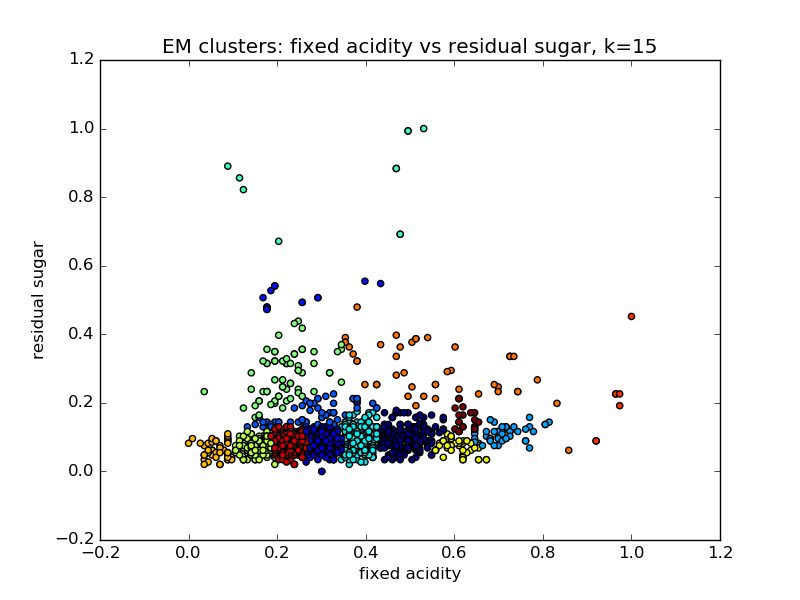 EM clusters: fixed acidity vs residual sugar, k=15
1.2
1.0
0.8
0.6
0.4
0.2
0.0
−0.2
residual sugar
−0.2 0.0 0.2 0.4 0.6 0.8 1.0 1.2
fixed acidity